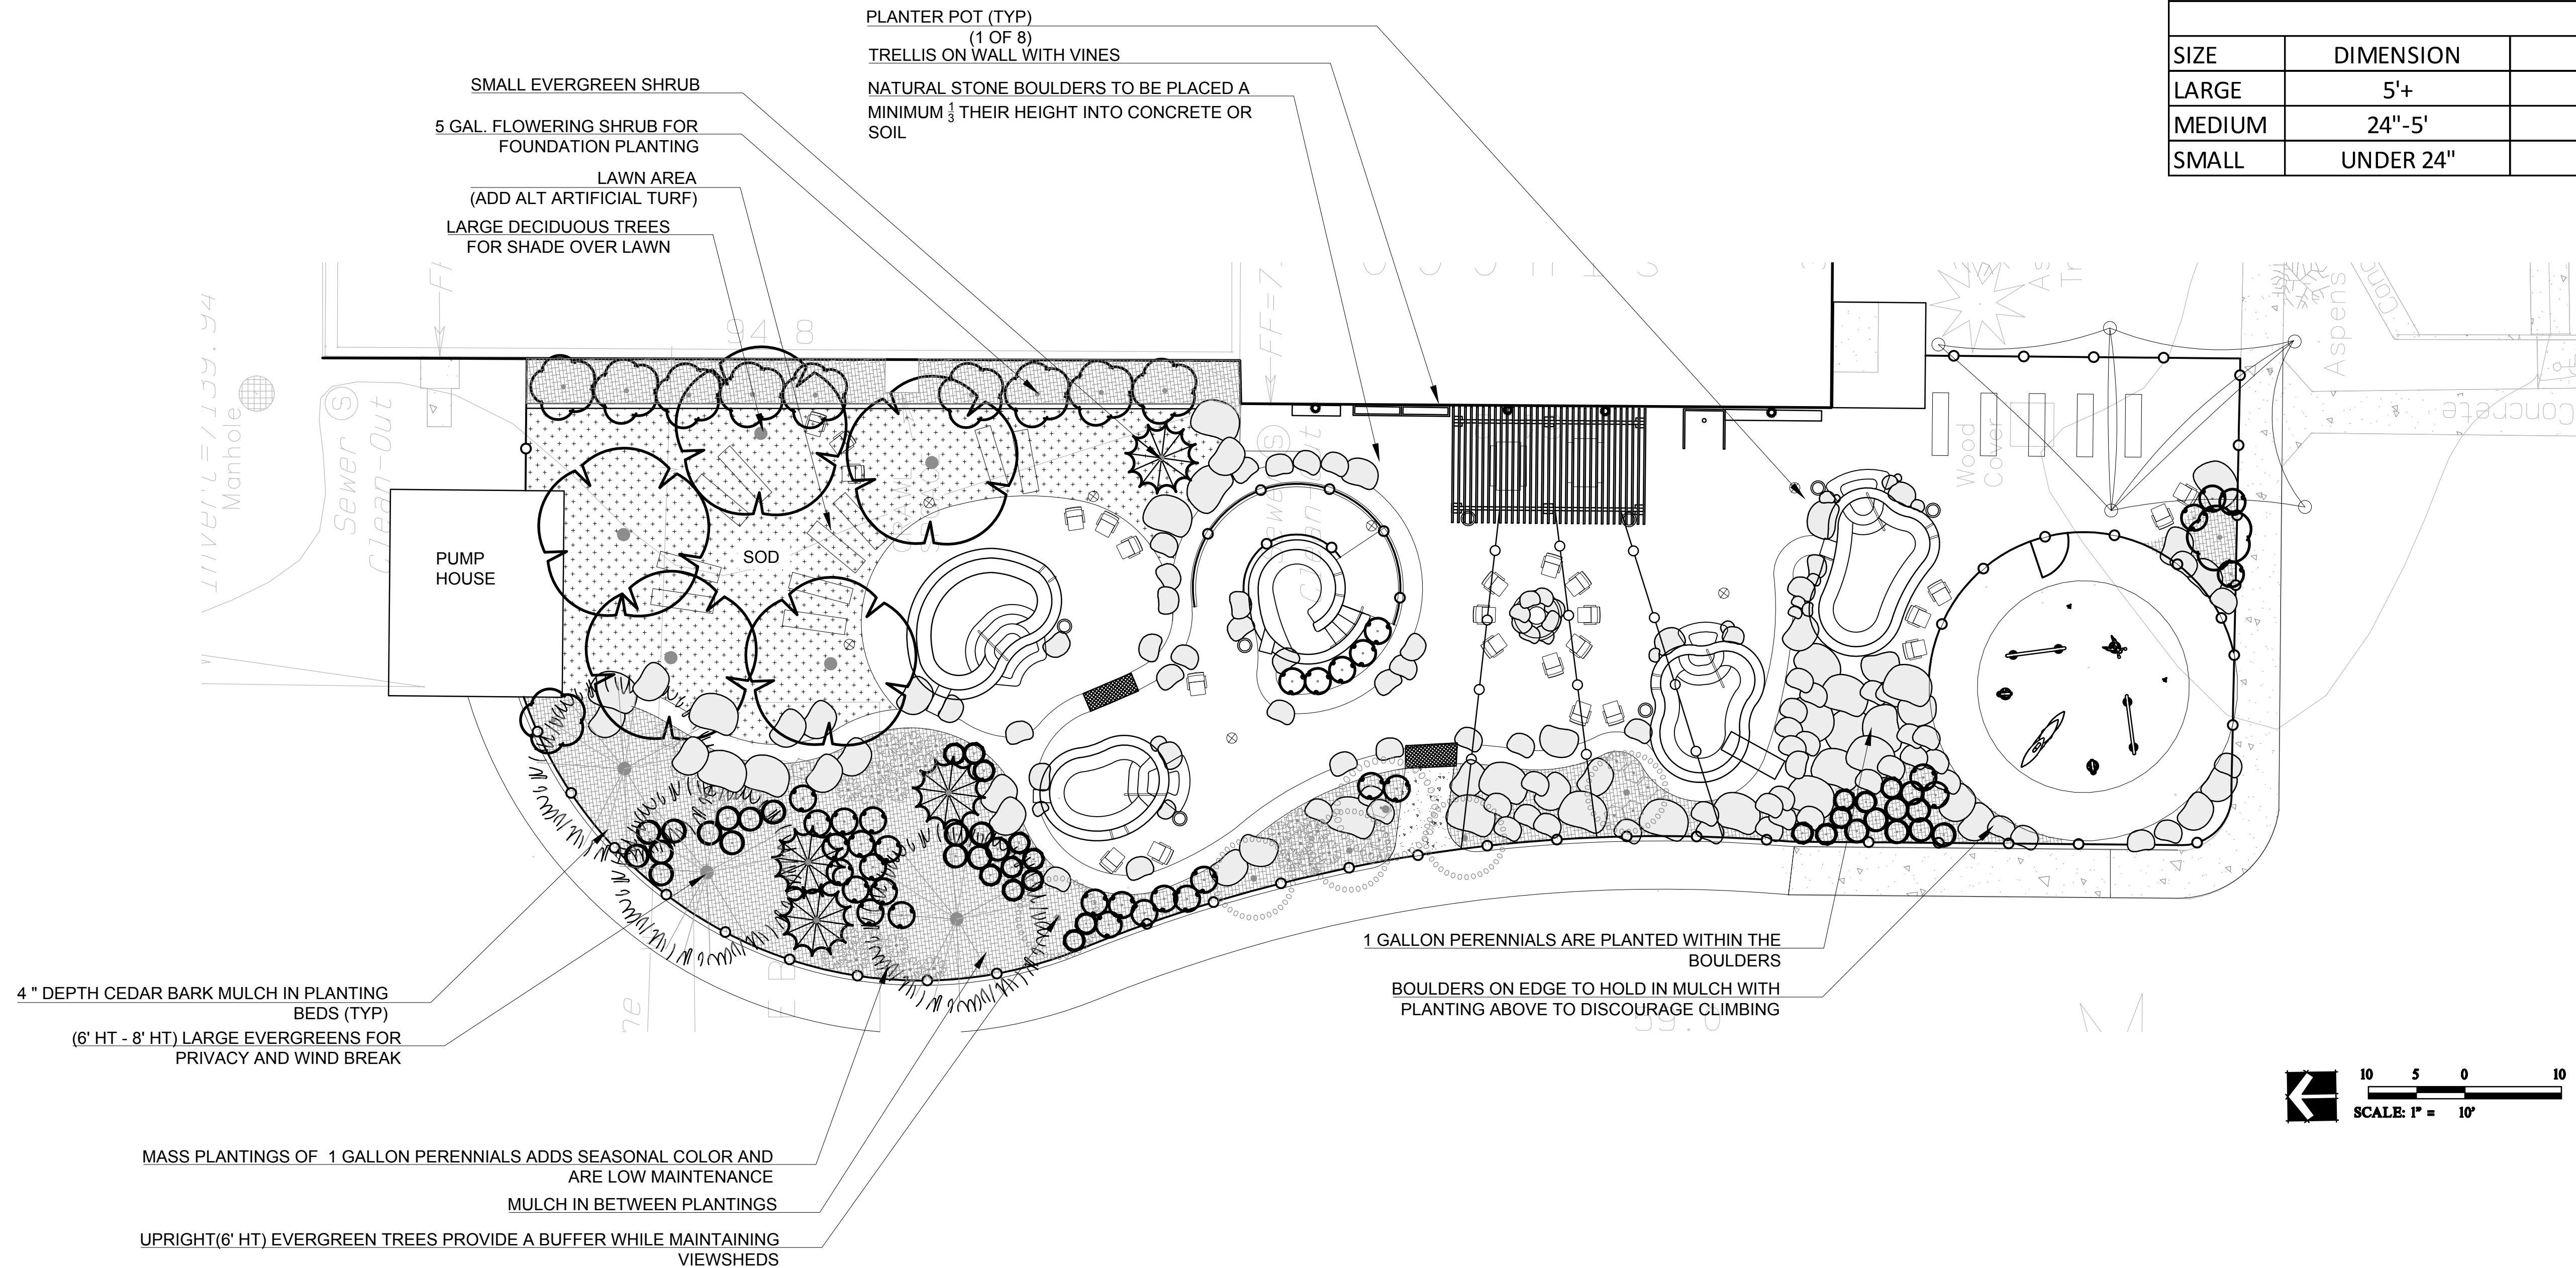 PLANTER POT (TYP)
(1 OF 8)
TRELLIS ON WALL WITH VINES
NATURAL STONE BOULDERS TO BE PLACED A
MINIMUM 1/3 THEIR HEIGHT INTO CONCRETE OR
SOIL
SIZE DIMENSION
LARGE 5'+
MEDIUM 24"-5'
SMALL UNDER 24"
SMALL EVERGREEN SHRUB
5 GAL. FLOWERING SHRUB FOR
FOUNDATION PLANTING
LAWN AREA
(ADD ALT ARTIFICIAL TURF)
LARGE DECIDUOUS TREES
FOR SHADE OVER LAWN
94.8
FF=7
Manhole
S
Sewer
Clean-Out
S
Aspens
Concrete
Wood
Cover
PUMP
HOUSE
SOD
1 GALLON PERENNIALS ARE PLANTED WITHIN THE
BOULDERS
BOULDERS ON EDGE TO HOLD IN MULCH WITH
PLANTING ABOVE TO DISCOURAGE CLIMBING
59.0
4 " DEPTH CEDAR BARK MULCH IN PLANTING
BEDS (TYP)
(6' HT - 8' HT) LARGE EVERGREENS FOR
PRIVACY AND WIND BREAK
MASS PLANTINGS OF 1 GALLON PERENNIALS ADDS SEASONAL COLOR AND
ARE LOW MAINTENANCE
MULCH IN BETWEEN PLANTINGS
UPRIGHT(6' HT) EVERGREEN TREES PROVIDE A BUFFER WHILE MAINTAINING
VIEWSHEDS
10 5 0 10
SCALE: 1" = 10'